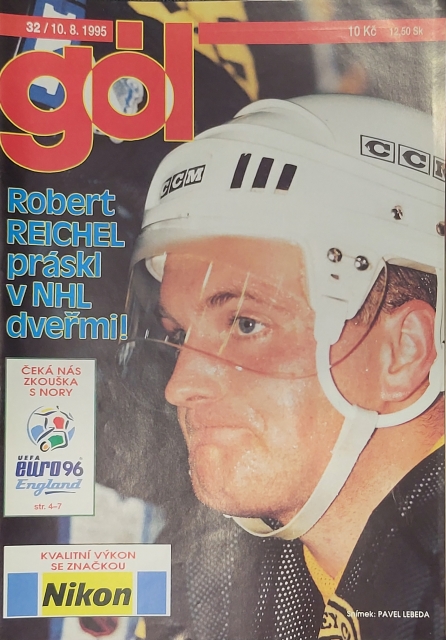 32 / 10. 8. 1995
10 Kč
12,50 Sk
gól
CCM
CCM
Robert
REICHEL
práskl
v NHL
dveřmi!
ČEKÁ NÁS
ZKOUŠKA
S NORY
UEFA
EURO96
England
str. 4–7
KVALITNÍ VÝKON
SE ZNAČKOU
Nikon
Snímek: PAVEL LEBEDA